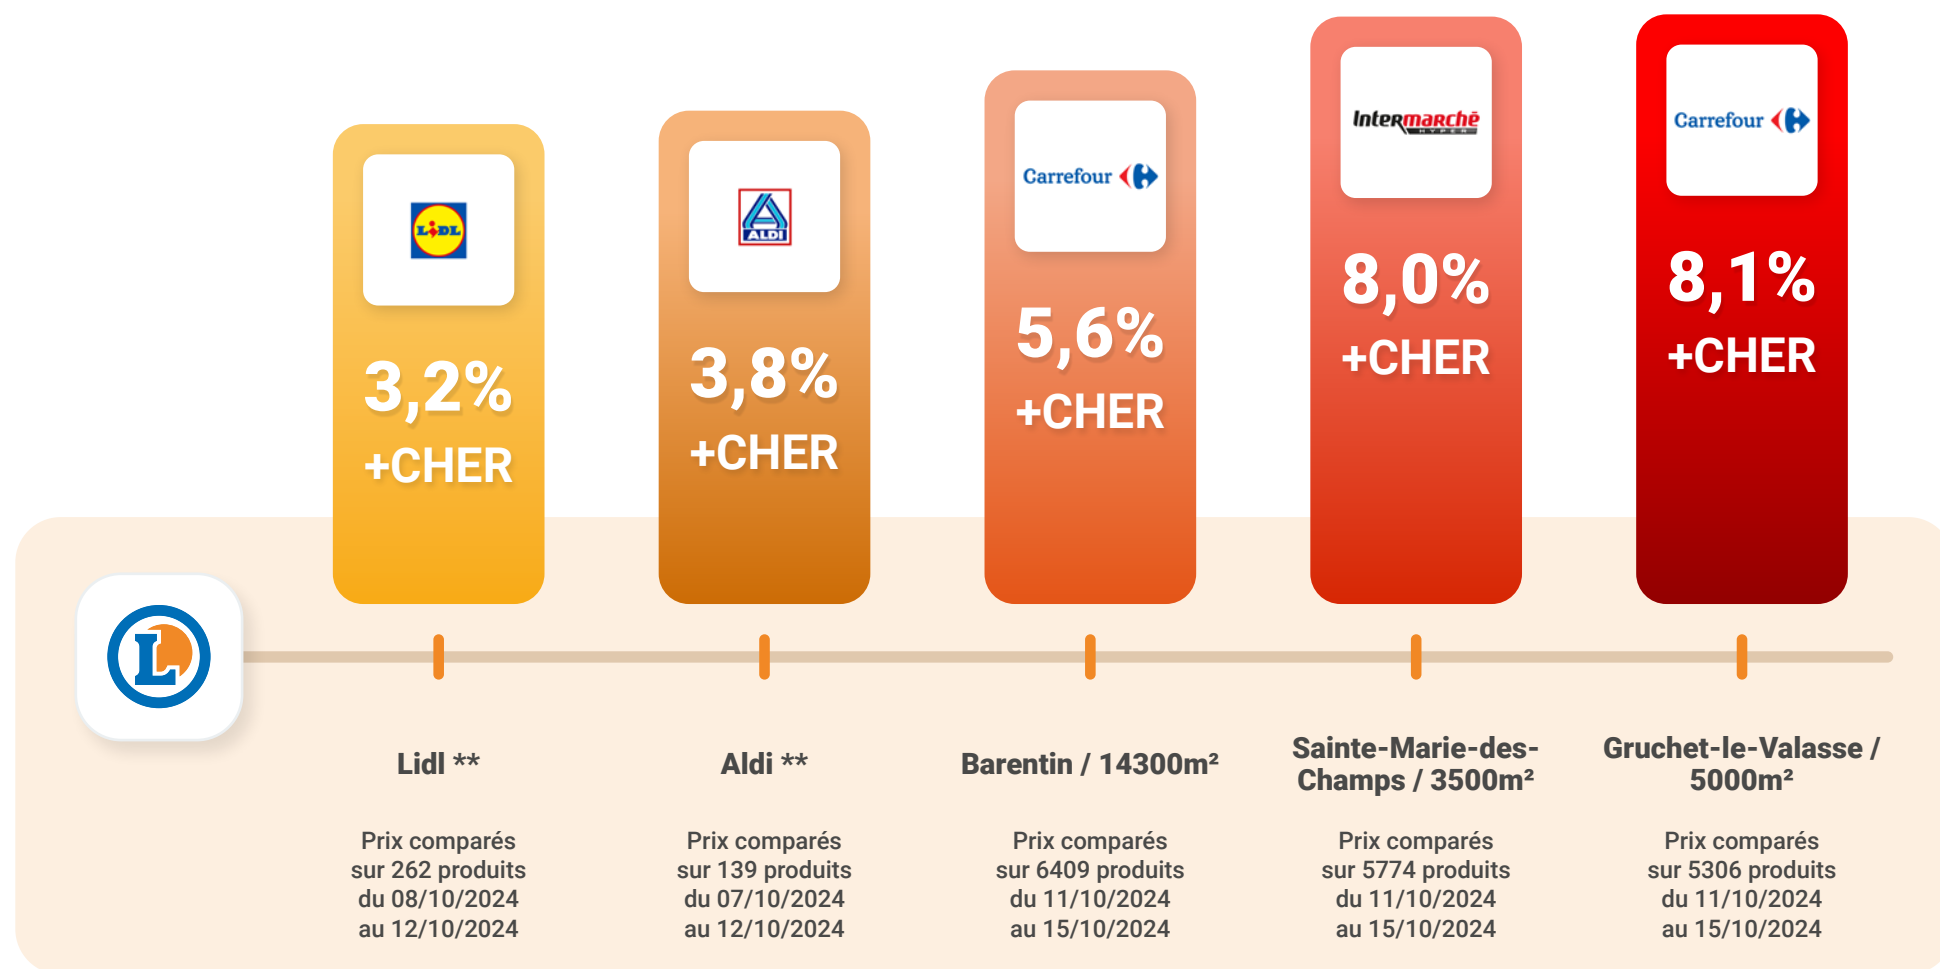 LIDL
3,2%
+CHER
ALDI
3,8%
+CHER
Carrefour
5,6%
+CHER
Intermarchē
HYPER
8,0%
+CHER
Carrefour
8,1%
+CHER
L
Lidl **
Prix comparés
sur 262 produits
du 08/10/2024
au 12/10/2024
Aldi **
Prix comparés
sur 139 produits
du 07/10/2024
au 12/10/2024
Barentin / 14300m²
Prix comparés
sur 6409 produits
du 11/10/2024
au 15/10/2024
Sainte-Marie-des-
Champs / 3500m²
Prix comparés
sur 5774 produits
du 11/10/2024
au 15/10/2024
Gruchet-le-Valasse /
5000m²
Prix comparés
sur 5306 produits
du 11/10/2024
au 15/10/2024